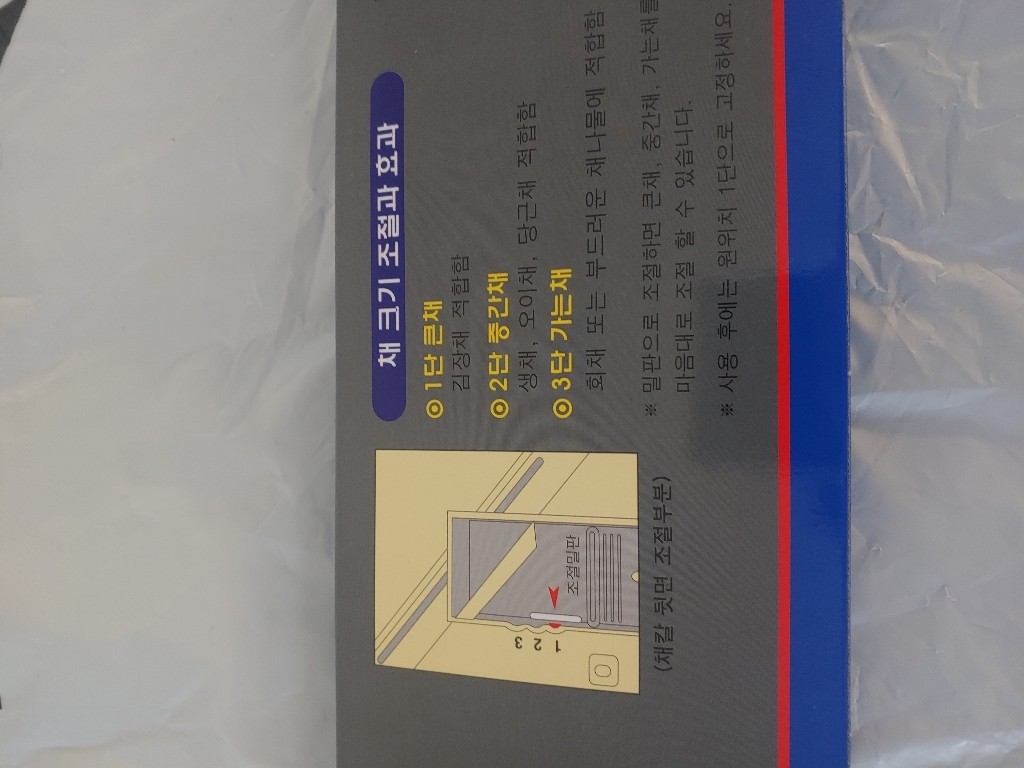 채 크기 조절과 효과
◎ 1단 큰채
김장채 적합함
◎ 2단 중간채
생채, 오이채, 당근채 적합함
◎ 3단 가는채
회채 또는 부드러운 채나물에 적합함
※ 밀판으로 조절하면 큰채, 중간채, 가는채를
마음대로 조절 할 수 있습니다.
※ 사용 후에는 원위치 1단으로 고정하세요.
조절밀판
1 2 3
(채칼 뒷면 조절부분)